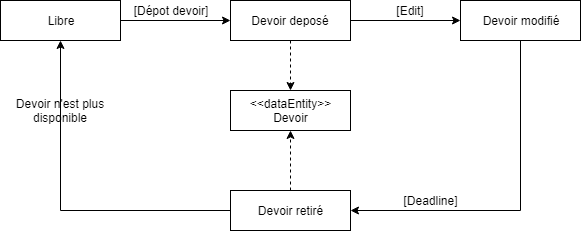 Libre
[Dépot devoir]
Devoir deposé
[Edit]
Devoir modifié
<<dataEntity>>
Devoir
Devoir n'est plus
disponible
Devoir retiré
[Deadline]